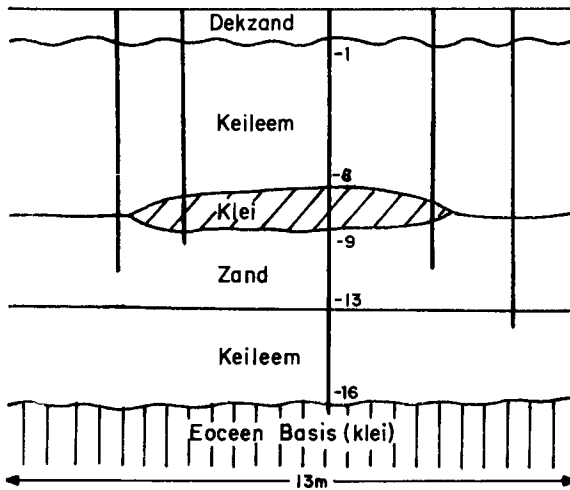 Dekzand
-1
Keileem
-8
Klei
-9
Zand
-13
Keileem
-16
Eoceen Basis (klei)
13m